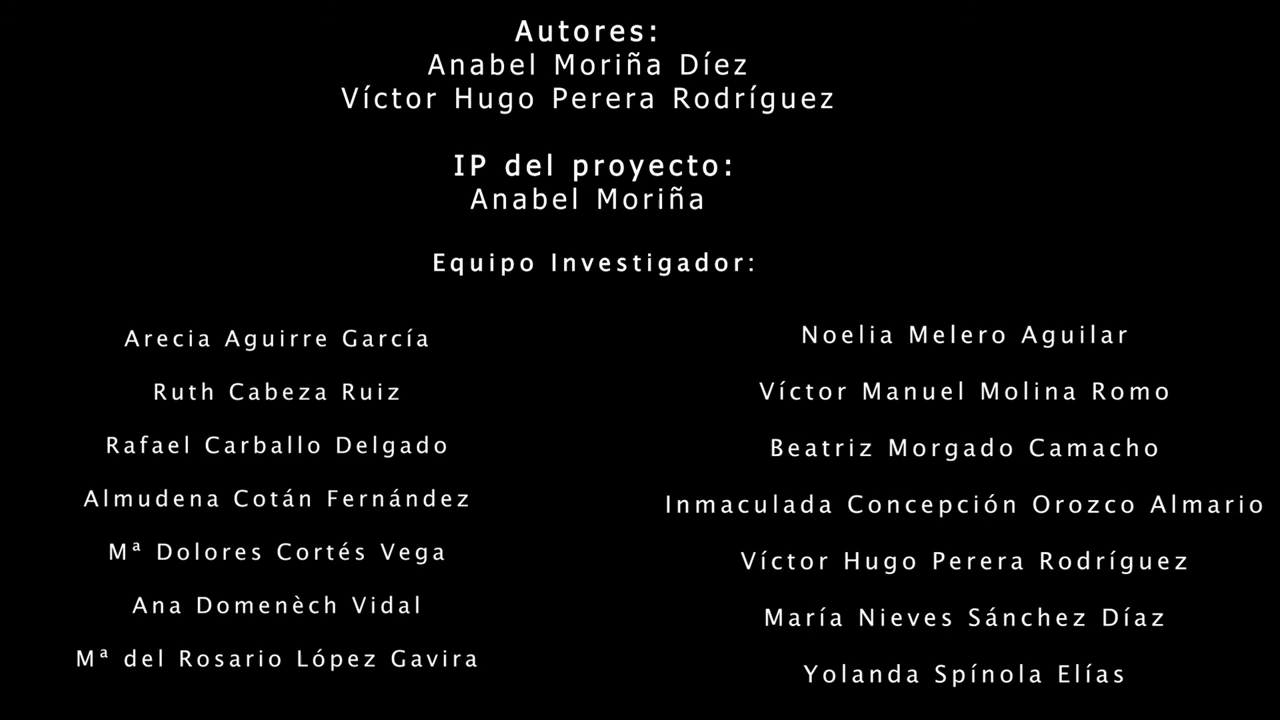 Autores:
Anabel Moriña Díez
Víctor Hugo Perera Rodríguez
IP del proyecto:
Anabel Moriña
Equipo Investigador:
Arecia Aguirre García
Ruth Cabeza Ruiz
Rafael Carballo Delgado
Almudena Cotán Fernández
Mª Dolores Cortés Vega
Ana Domenèch Vidal
Mª del Rosario López Gavira
Noelia Melero Aguilar
Víctor Manuel Molina Romo
Beatriz Morgado Camacho
Inmaculada Concepción Orozco Almario
Víctor Hugo Perera Rodríguez
María Nieves Sánchez Díaz
Yolanda Spínola Elías